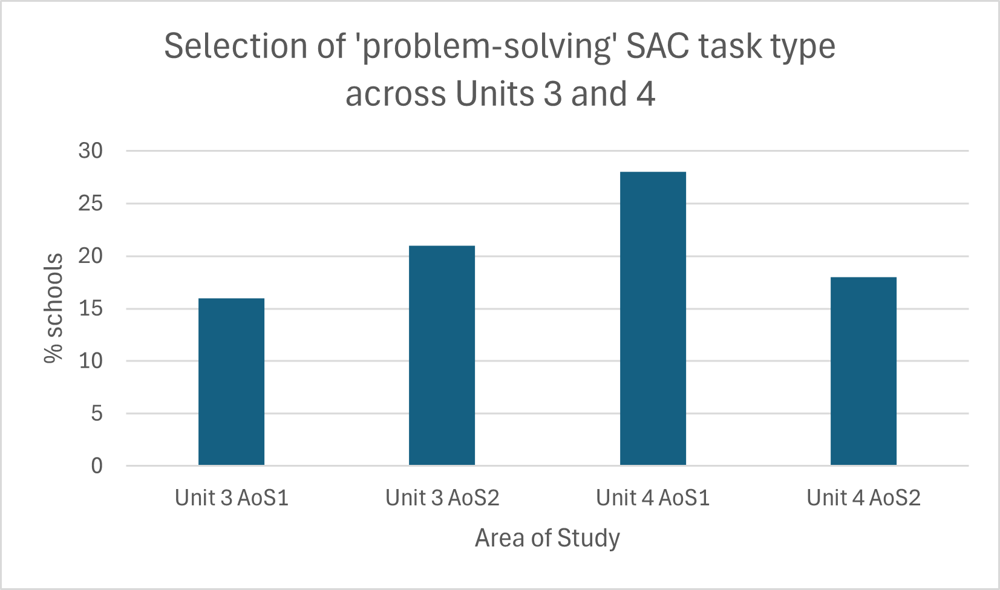 Selection of 'problem-solving' SAC task type
across Units 3 and 4
30
25
20
15
10
5
0
% schools
Unit 3 AoS1
Unit 3 AoS2
Unit 4 AoS1
Unit 4 AoS2
Area of Study